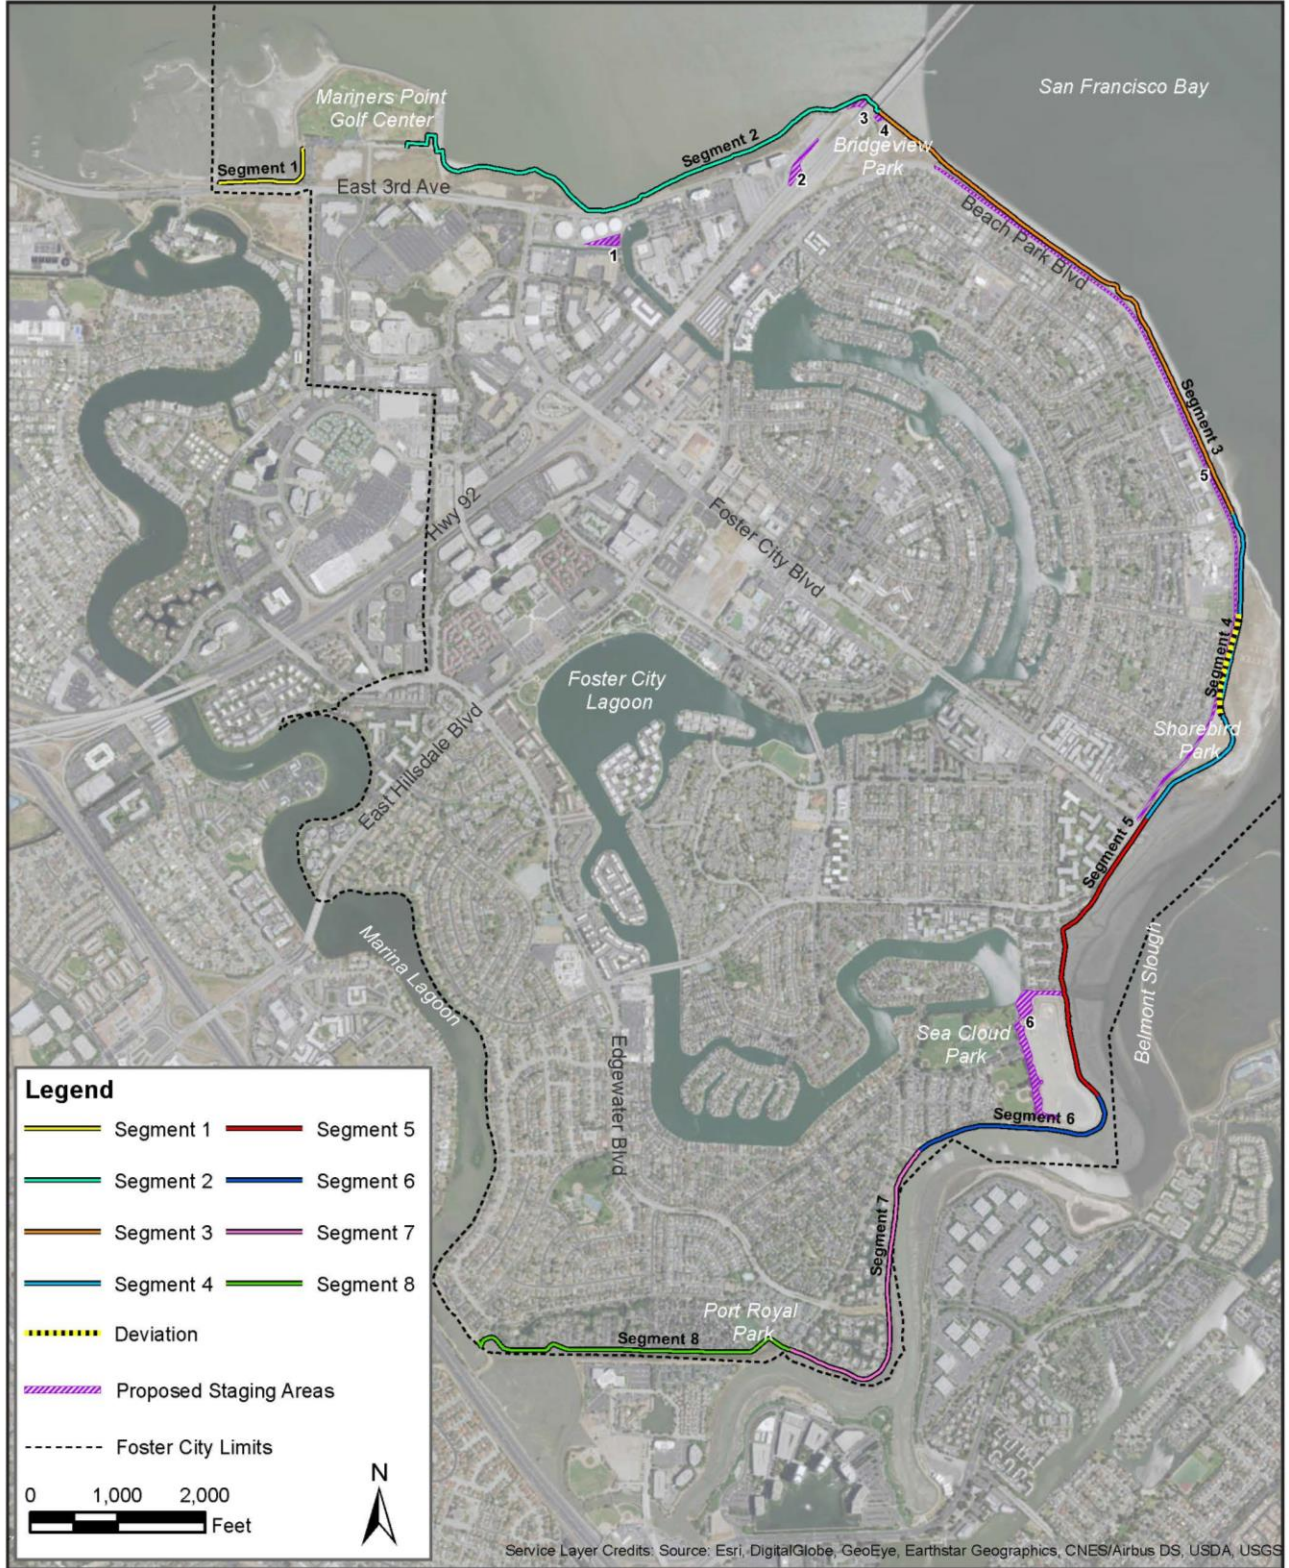 San Francisco Bay
Mariners Point
Golf Center
Segment 1
Segment 2
3
4
Bridgeview
Park
2
East 3rd Ave
1
Beach Park Blvd
Segment 3
5
Hwy 92
Foster City Blvd
Segment 4
Foster City
Lagoon
East Hillsdale Blvd
Shorebird
Park
Segment 5
Marina Lagoon
Belmont Slough
6
Sea Cloud
Park
Edgewater Blvd
Segment 6
Segment 7
Port Royal
Park
Segment 8
Legend
Segment 1
Segment 5
Segment 2
Segment 6
Segment 3
Segment 7
Segment 4
Segment 8
Deviation
Proposed Staging Areas
Foster City Limits
0 1,000 2,000
Feet
N
Service Layer Credits: Source: Esri, DigitalGlobe, GeoEye, Earthstar Geographics, CNES/Airbus DS, USDA, USGS